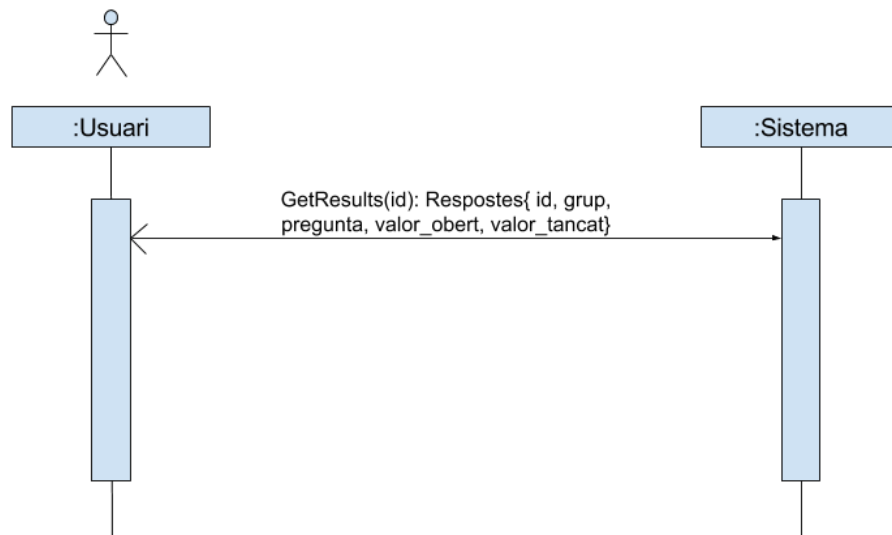 :Usuari
:Sistema
GetResults(id): Respostes{ id, grup,
pregunta, valor_obert, valor_tancat}